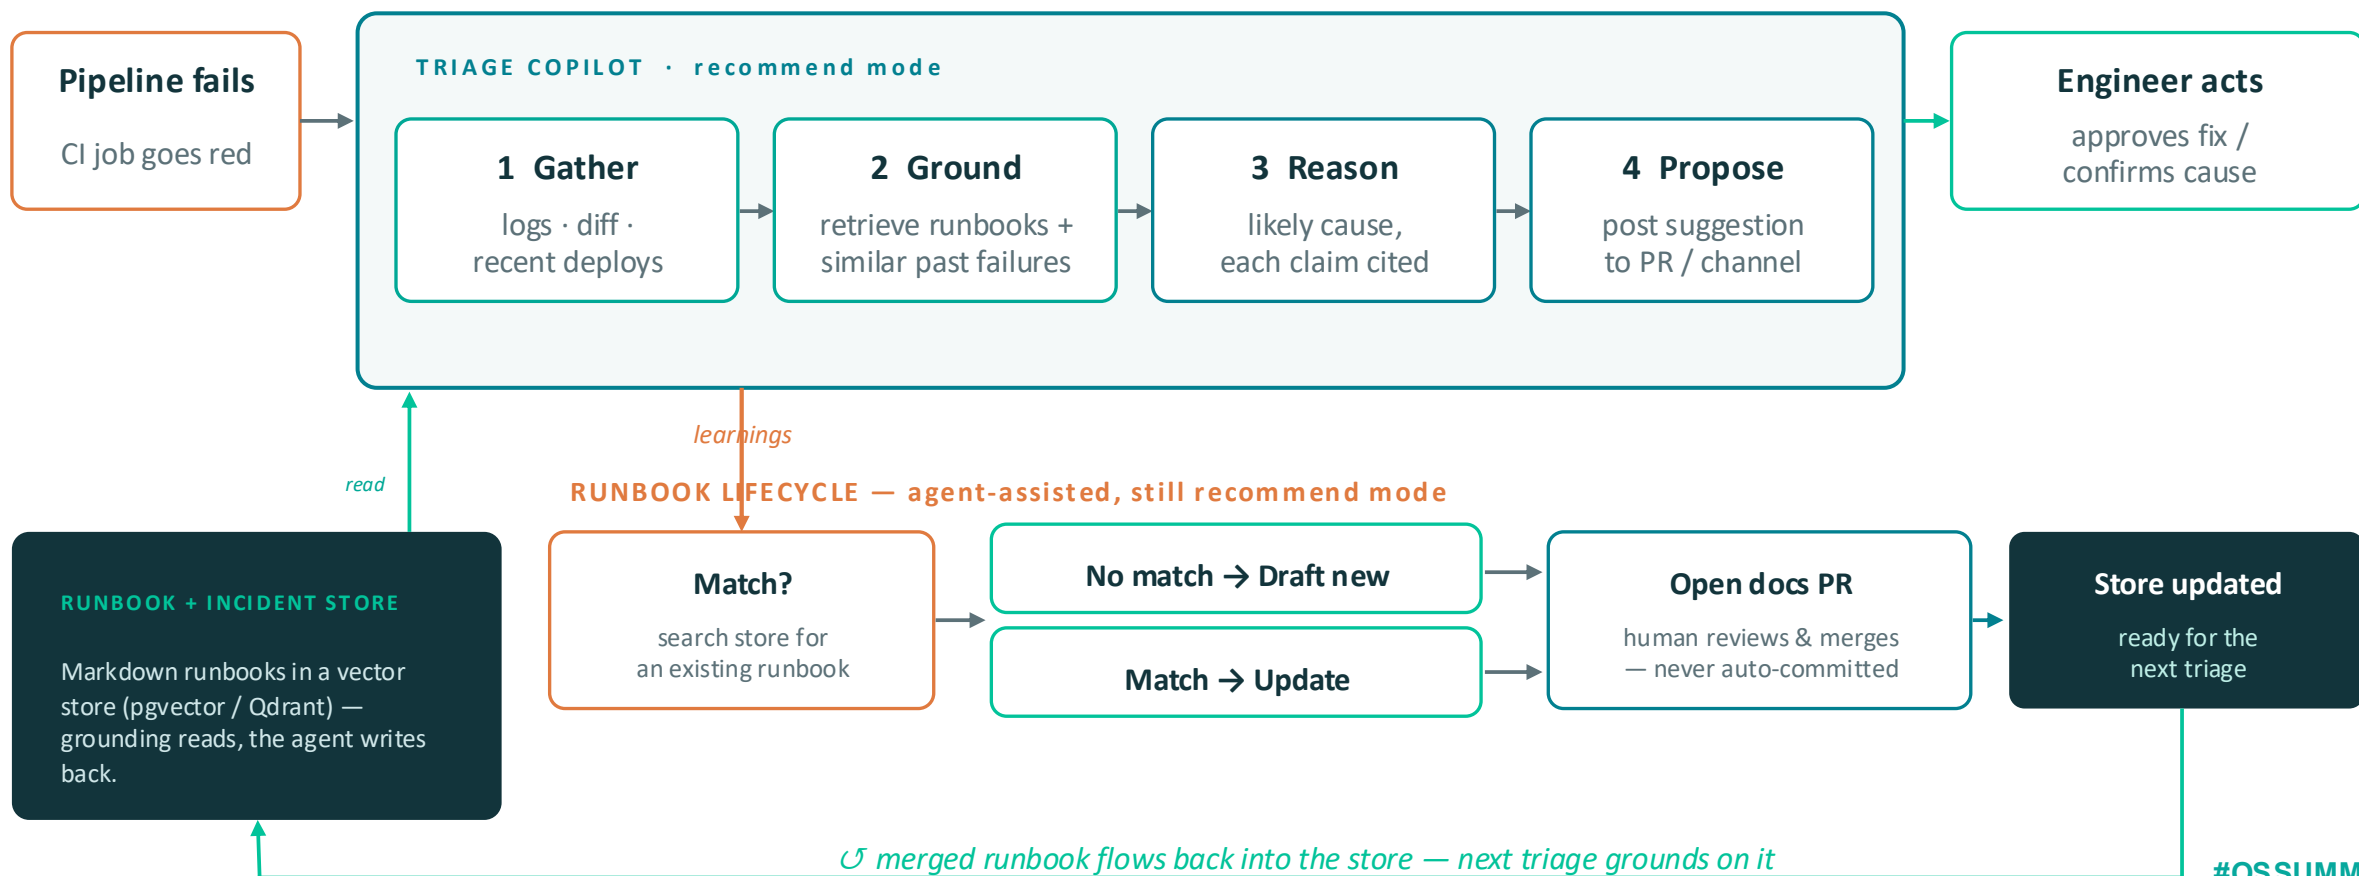 Pipeline fails
CI job goes red
TRIAGE COPILOT · recommend mode
1 Gather
logs · diff ·
recent deploys
2 Ground
retrieve runbooks +
similar past failures
3 Reason
likely cause,
each claim cited
4 Propose
post suggestion
to PR / channel
Engineer acts
approves fix /
confirms cause
learnings
read
RUNBOOK LIFECYCLE — agent-assisted, still recommend mode
RUNBOOK + INCIDENT STORE
Markdown runbooks in a vector
store (pgvector / Qdrant) —
grounding reads, the agent writes
back.
Match?
search store for
an existing runbook
No match → Draft new
Match → Update
Open docs PR
human reviews & merges
— never auto-committed
Store updated
ready for the
next triage
↺ merged runbook flows back into the store — next triage grounds on it
#OSSUMM